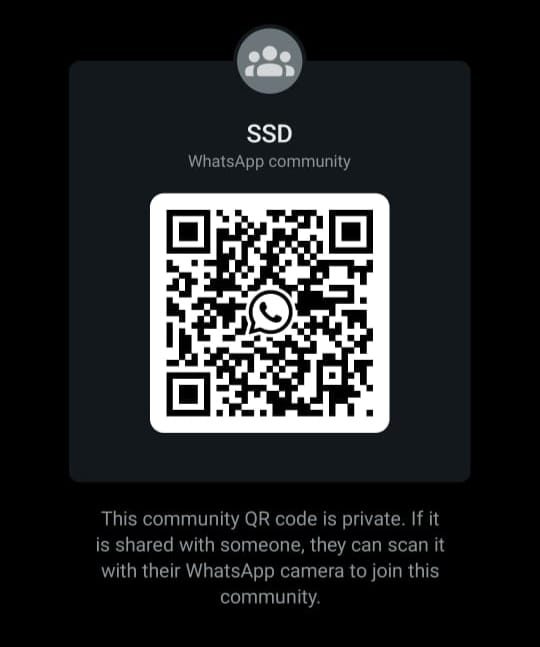 SSD
WhatsApp community
This community QR code is private. If it
is shared with someone, they can scan it
with their WhatsApp camera to join this
community.